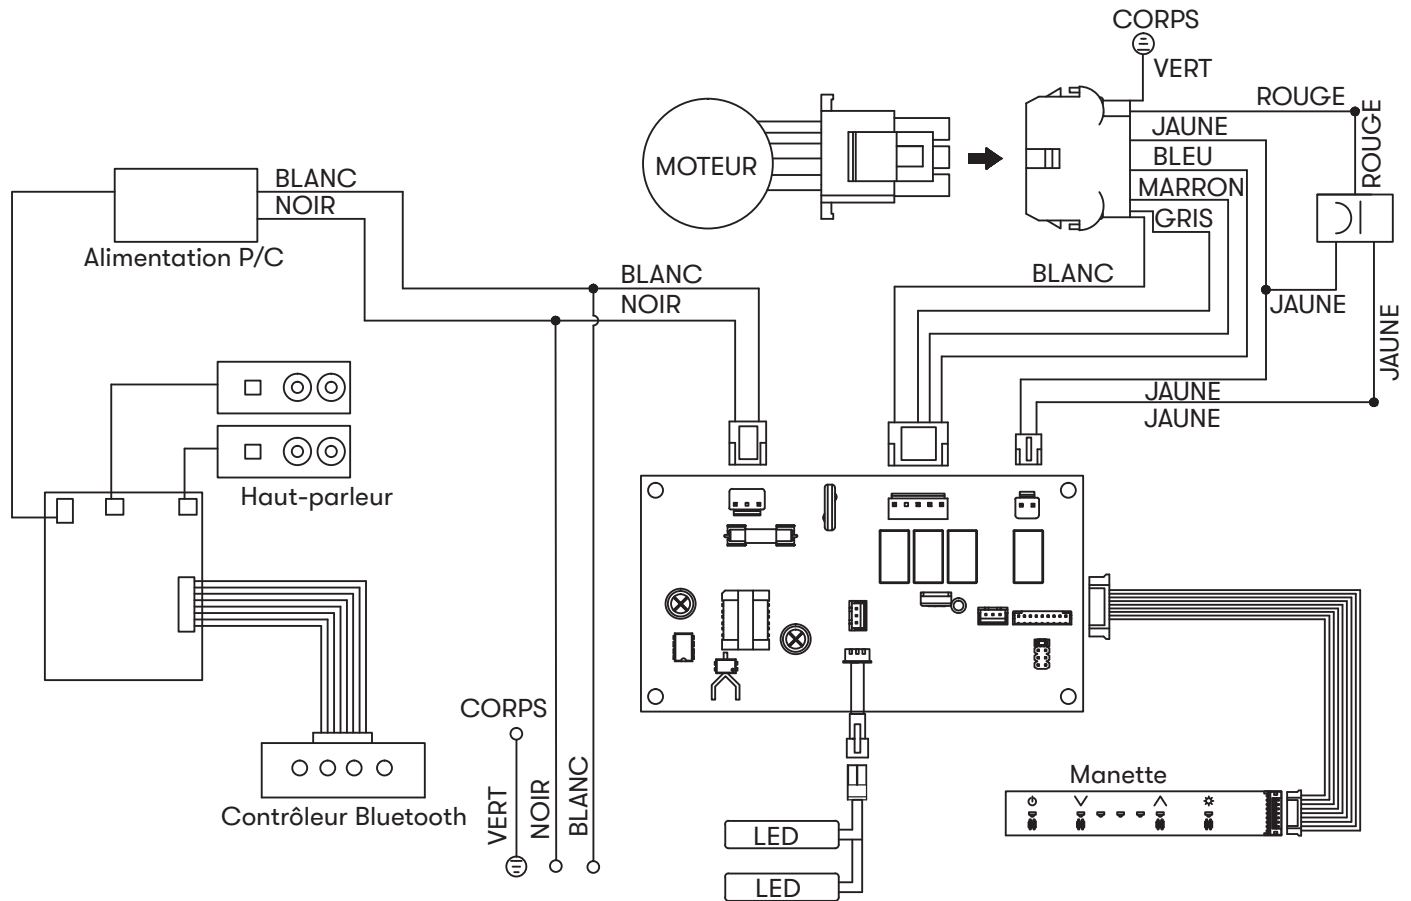 CORPS
VERT
ROUGE
ROUGE
JAUNE
BLEU
MARRON
GRIS
MOTEUR
BLANC
NOIR
Alimentation P/C
BLANC
NOIR
BLANC
JAUNE
JAUNE
JAUNE
JAUNE
Haut-parleur
CORPS
VERT
NOIR
BLANC
Contrôleur Bluetooth
Manette
LED
LED